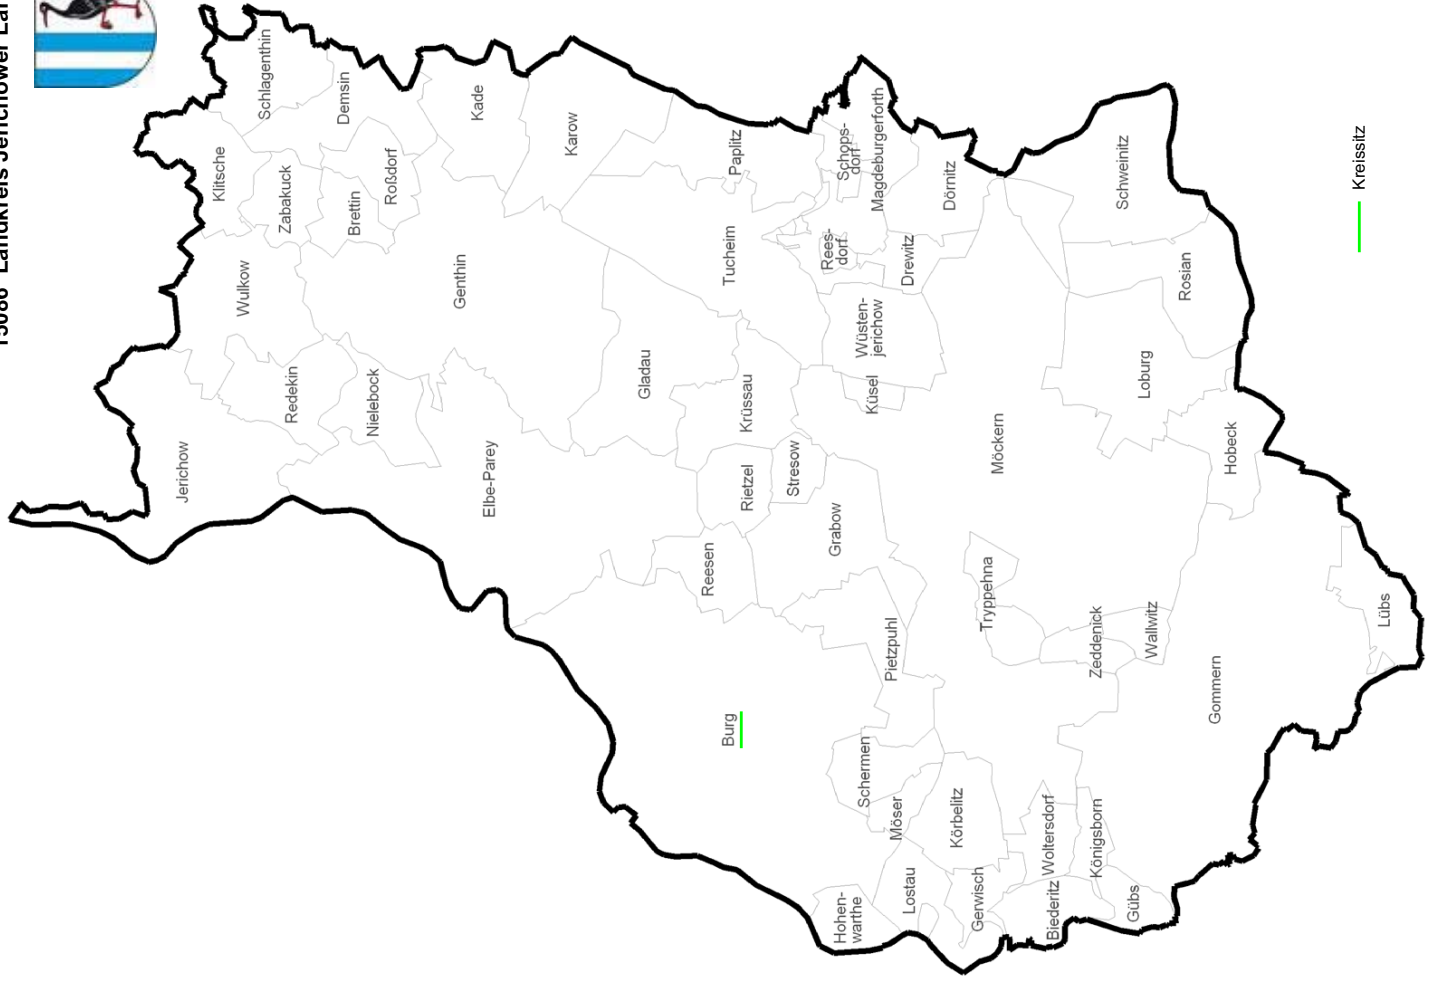 15086 Landkreis Jerichower
Schlagenthin
Klitsche
Demsin
Kade
Zabakuck
Brettin
Roßdorf
Karow
Wulkow
Genthin
Redekin
Nielebock
Jerichow
Elbe-Parey
Paplitz
Tucheim
Gladau
Schops-
dorf
Magdeburgerforth
Dörnitz
Rees-
dorf
Drewitz
Schweinitz
Rosian
Wüsten-
jerichow
Küsel
Krüssau
Loburg
Rietzel
Stresow
Grabow
Möckern
Hobeck
Reesen
Tryppehna
Pietzpuhl
Zeddenick
Wallwitz
Lübs
Gommern
Burg
Schermen
Möser
Körbelitz
Woltersdorf
Königsborn
Hohen-
warthe
Lostau
Gerwisch
Biederitz
Gübs
Kreissitz